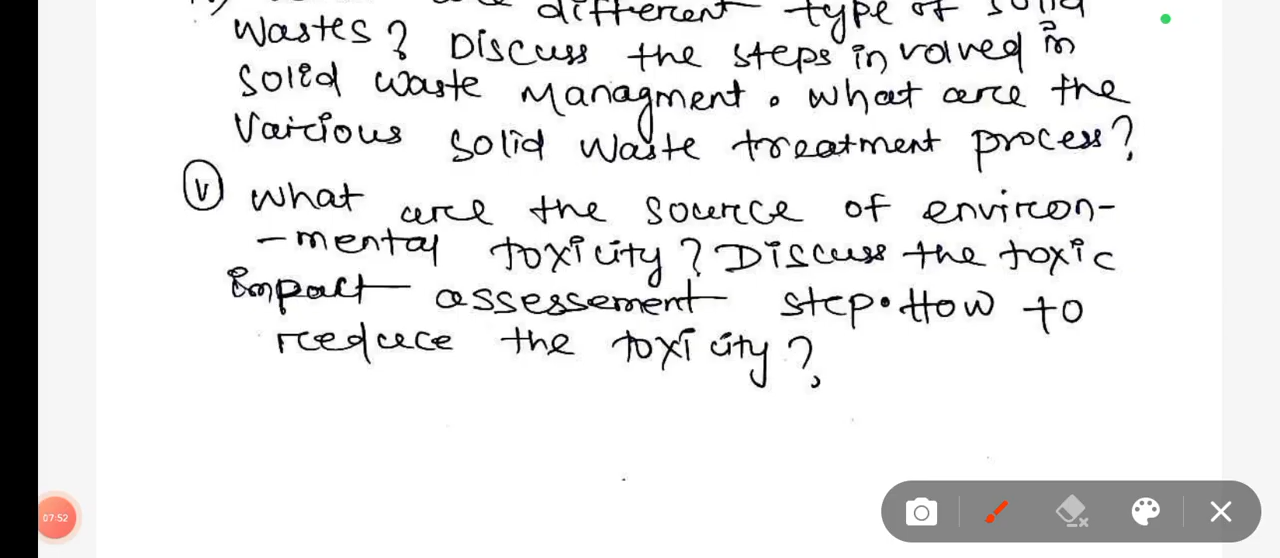 different type of solid
wastes? Discuss the steps involved in
solid waste Managment. What are the
Various solid waste treatment process?
(v) What are the source of environ-
-mental toxicity? Discuss the toxic
impact assessement step. How to
reduce the toxicity?
07:52